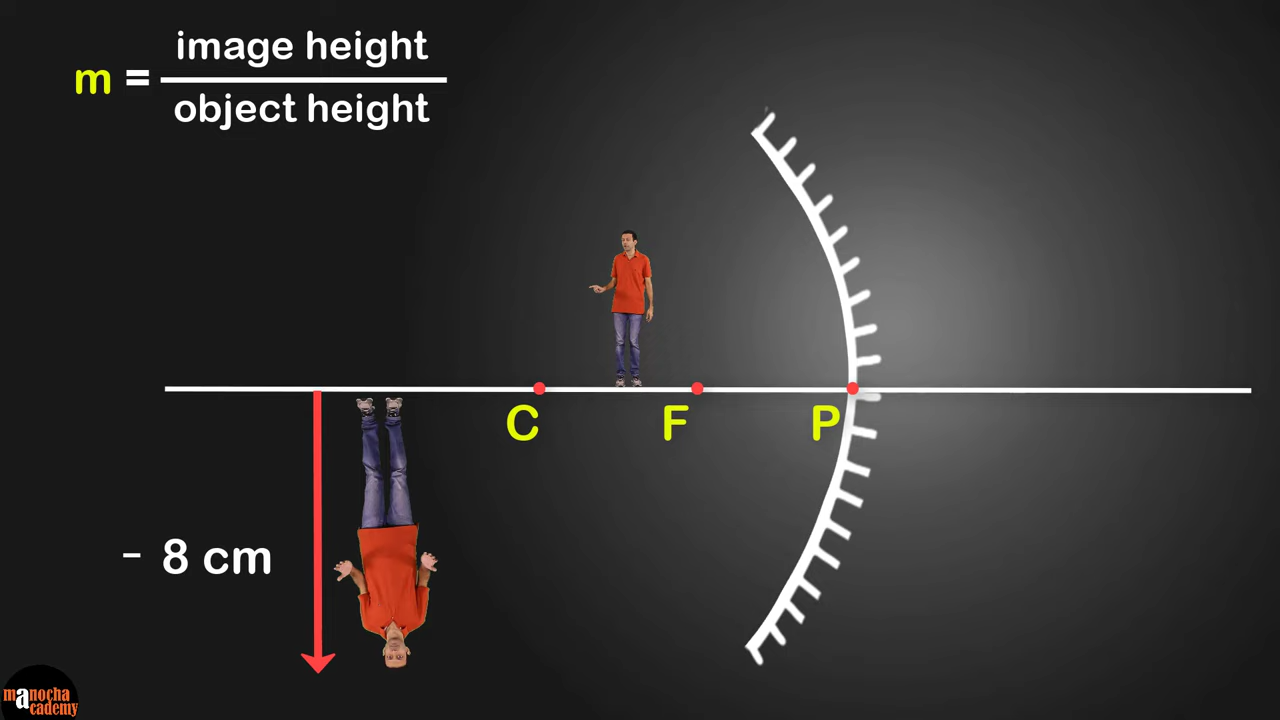 image height
m =
object height
C
F
P
- 8 cm
manocha
academy